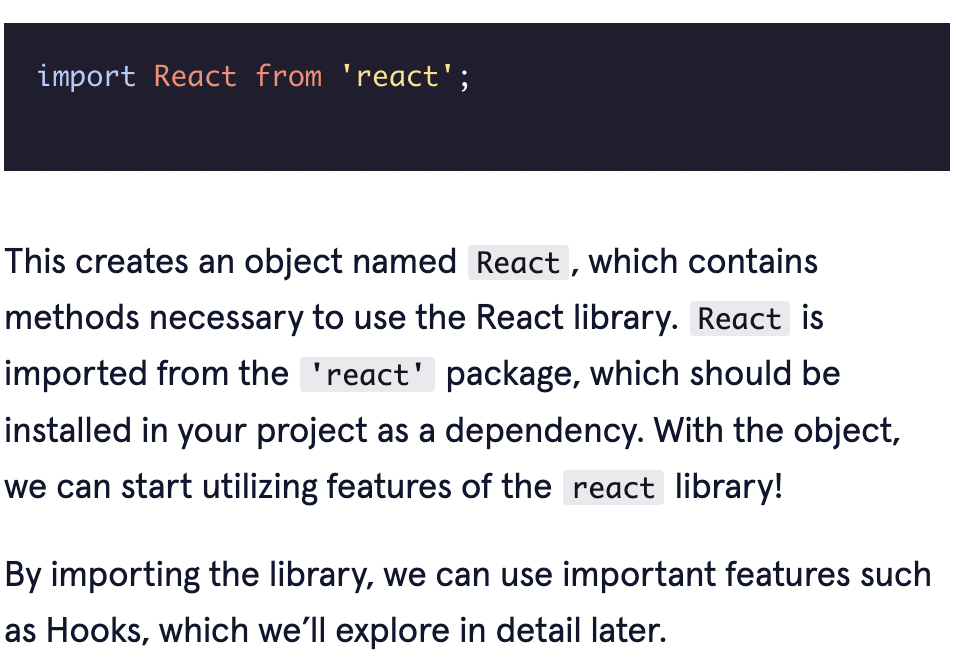 import React from 'react';
This creates an object named React, which contains
methods necessary to use the React library. React is
imported from the 'react' package, which should be
installed in your project as a dependency. With the object,
we can start utilizing features of the react library!
By importing the library, we can use important features such
as Hooks, which we’ll explore in detail later.